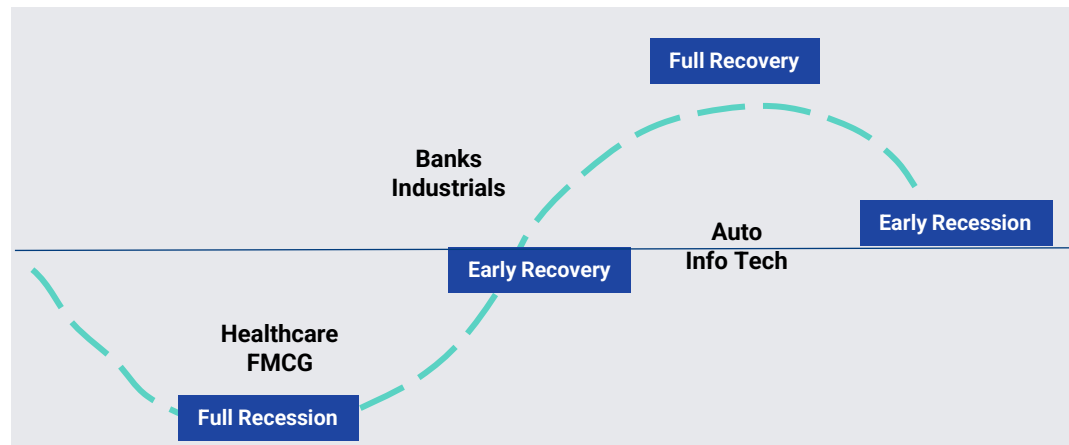 Full Recovery
Banks
Industrials
Early Recession
Auto
Info Tech
Early Recovery
Healthcare
FMCG
Full Recession